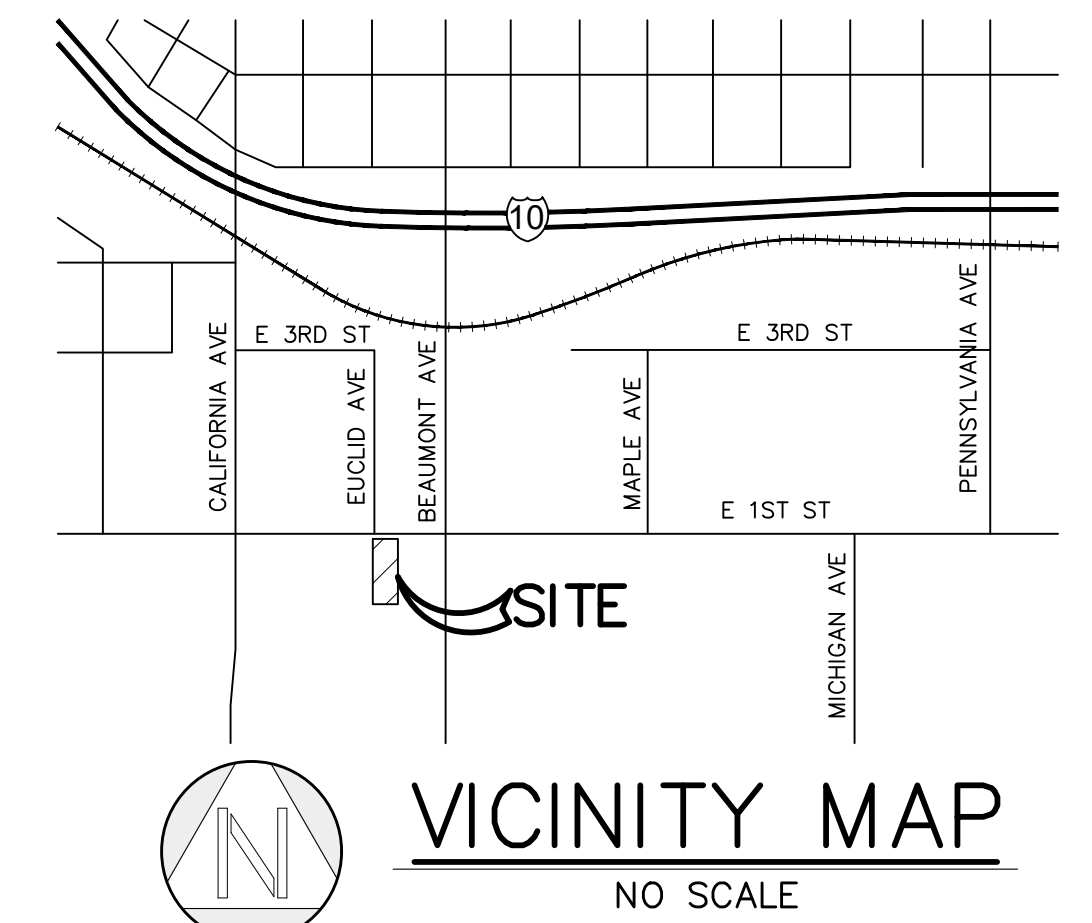 10
E 3RD ST
E 3RD ST
CALIFORNIA AVE
EUCLID AVE
BEAUMONT AVE
MAPLE AVE
PENNSYLVANIA AVE
E 1ST ST
SITE
MICHIGAN AVE
N
VICINITY MAP
NO SCALE